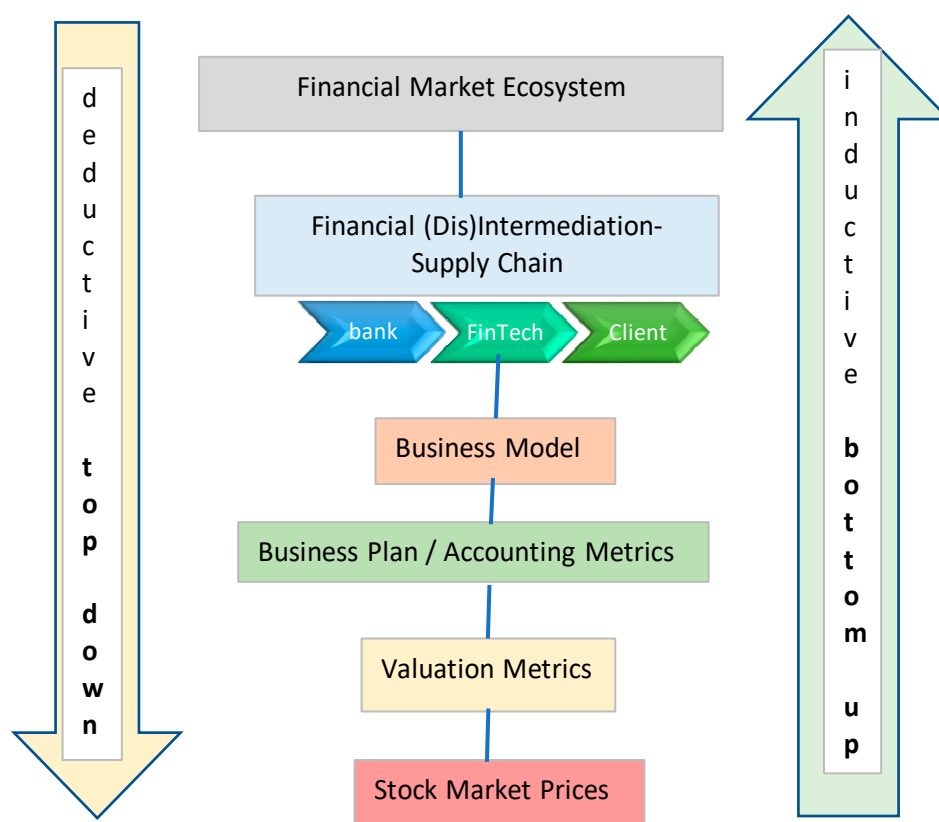 deductive top down
Financial Market Ecosystem
Financial (Dis)Intermediation-
Supply Chain
bank
FinTech
Client
Business Model
Business Plan / Accounting Metrics
Valuation Metrics
Stock Market Prices
inductive bottom up